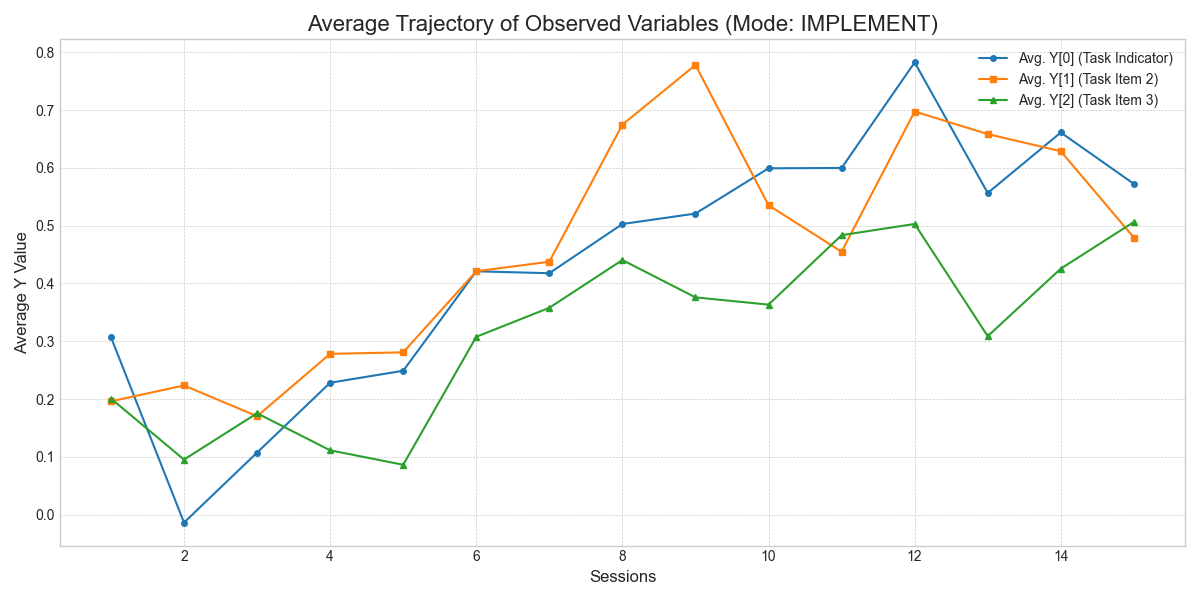 Average Trajectory of Observed Variables (Mode: IMPLEMENT)
Avg. Y[0] (Task Indicator)
Avg. Y[1] (Task Item 2)
Avg. Y[2] (Task Item 3)
Average Y Value
0.8
0.7
0.6
0.5
0.4
0.3
0.2
0.1
0.0
2 4 6 8 10 12 14
Sessions